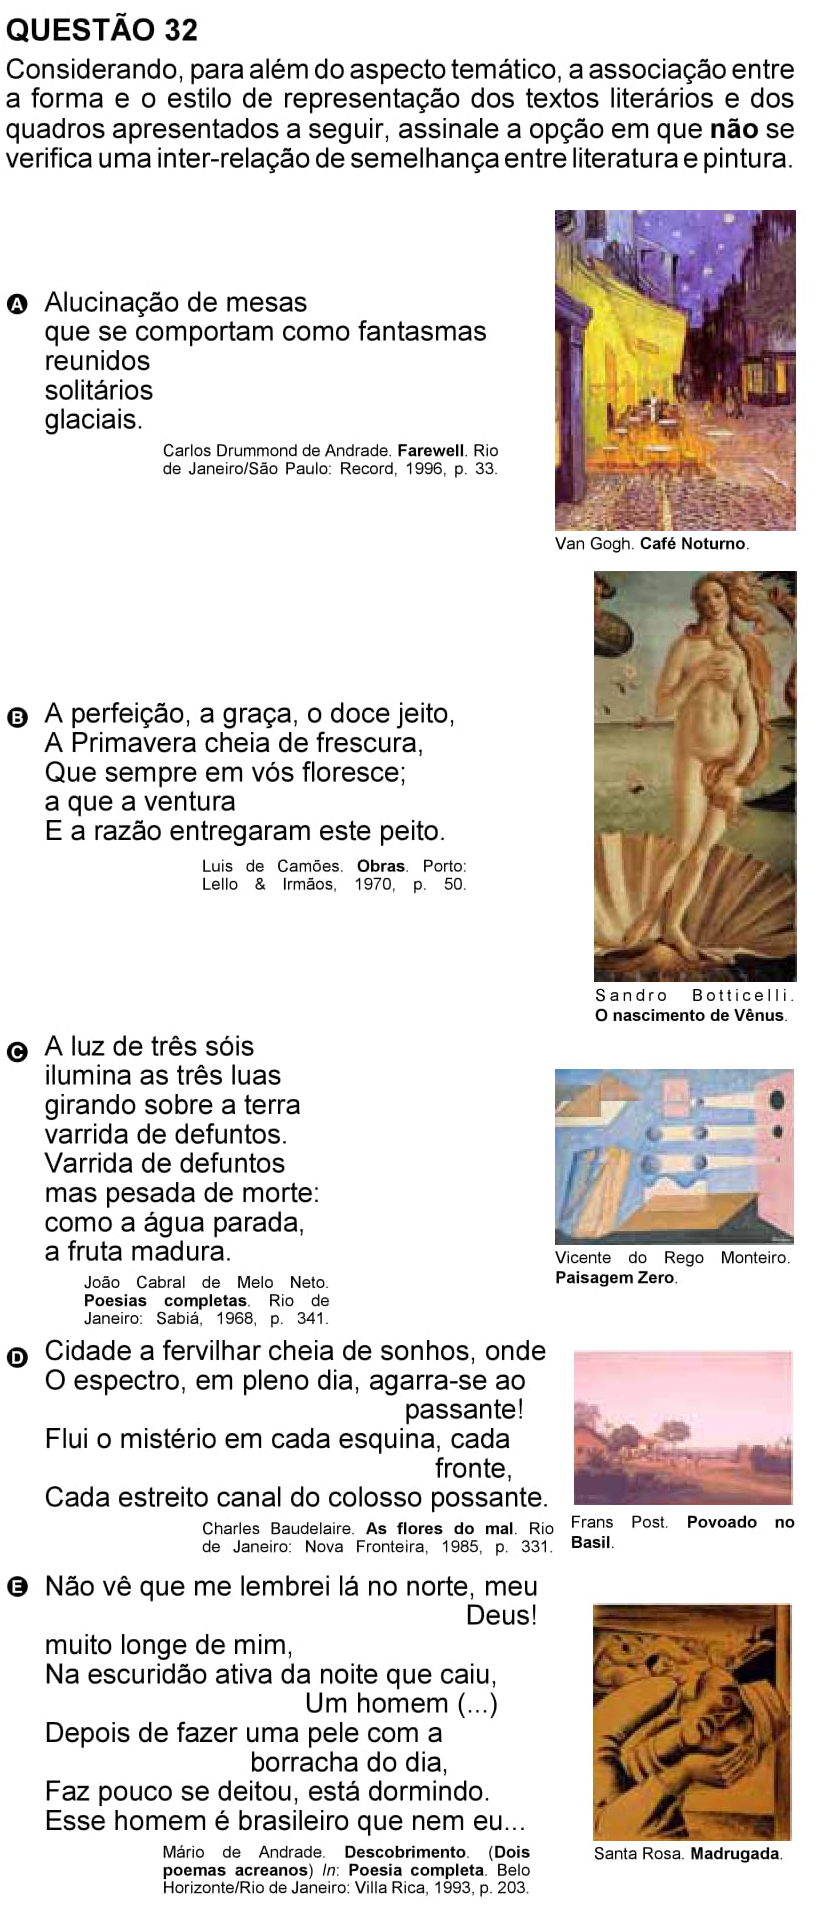 QUESTÃO 32
Considerando, para além do aspecto temático, a associação entre
a forma e o estilo de representação dos textos literários e dos
quadros apresentados a seguir, assinale a opção em que não se
verifica uma inter-relação de semelhança entre literatura e pintura.
A Alucinação de mesas
que se comportam como fantasmas
reunidos
solitários
glaciais.
Carlos Drummond de Andrade. Farewell. Rio
de Janeiro/São Paulo: Record, 1996, p. 33.
Van Gogh. Café Noturno.
B A perfeição, a graça, o doce jeito,
A Primavera cheia de frescura,
Que sempre em vós floresce;
a que a ventura
E a razão entregaram este peito.
Luis de Camões. Obras. Porto:
Lello & Irmãos, 1970, p. 50.
Sandro Botticelli.
O nascimento de Vênus.
C A luz de três sóis
ilumina as três luas
girando sobre a terra
varrida de defuntos.
Varrida de defuntos
mas pesada de morte:
como a água parada,
a fruta madura.
João Cabral de Melo Neto.
Poesias completas. Rio de
Janeiro: Sabiá, 1968, p. 341.
Vicente do Rego Monteiro.
Paisagem Zero.
D Cidade a fervilhar cheia de sonhos, onde
O espectro, em pleno dia, agarra-se ao
passante!
Flui o mistério em cada esquina, cada
fronte,
Cada estreito canal do colosso possante.
Charles Baudelaire. As flores do mal. Rio
de Janeiro: Nova Fronteira, 1985, p. 331.
Frans Post. Povoado no
Basil.
E Não vê que me lembrei lá no norte, meu
Deus!
muito longe de mim,
Na escuridão ativa da noite que caiu,
Um homem (...)
Depois de fazer uma pele com a
borracha do dia,
Faz pouco se deitou, está dormindo.
Esse homem é brasileiro que nem eu...
Mário de Andrade. Descobrimento. (Dois
poemas acreanos) In: Poesia completa. Belo
Horizonte/Rio de Janeiro: Villa Rica, 1993, p. 203.
Santa Rosa. Madrugada.